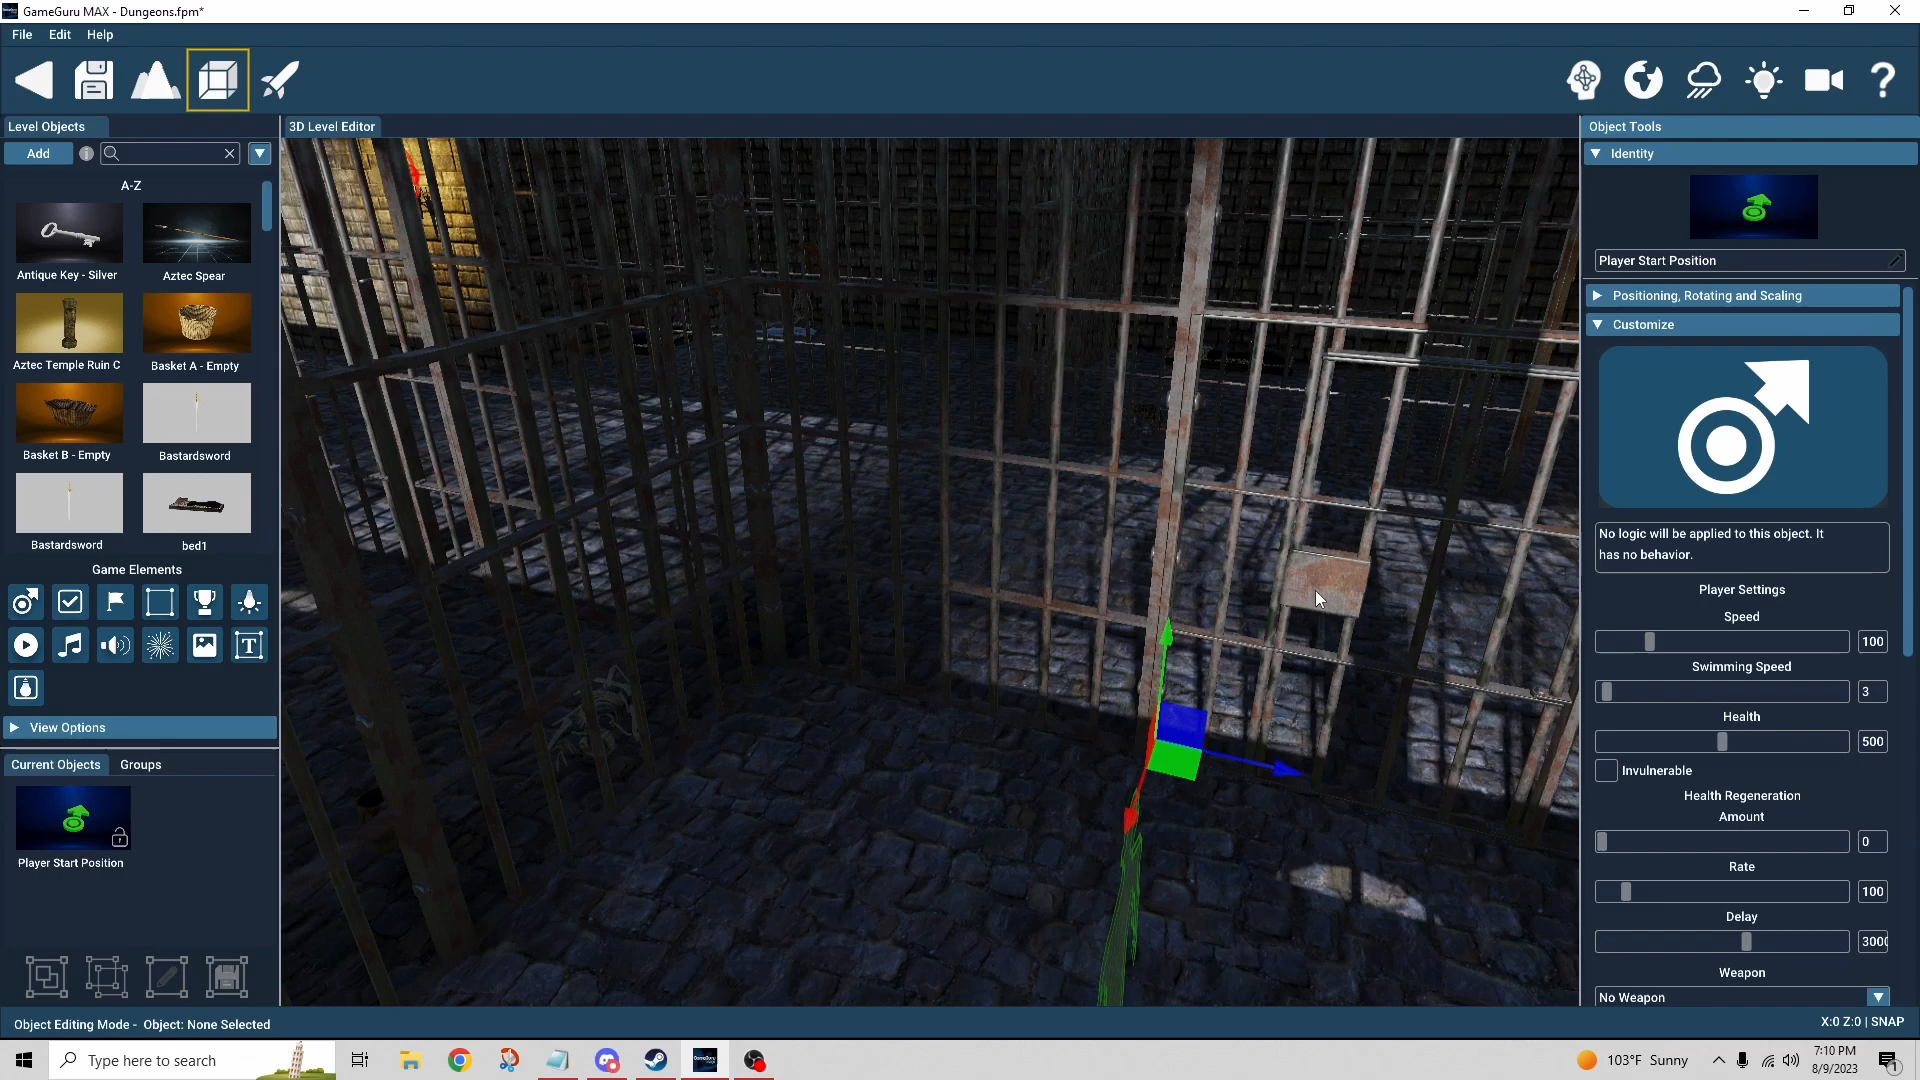 GameGuru MAX - Dungeons.fpm*
File Edit Help
Level Objects
3D Level Editor
Object Tools
Add
Identity
A-Z
Antique Key - Silver
Aztec Spear
Player Start Position
Positioning, Rotating and Scaling
Customize
Aztec Temple Ruin C
Basket A - Empty
Basket B - Empty
Bastardsword
Bastardsword
bed1
No logic will be applied to this object. It
has no behavior.
Game Elements
Player Settings
Speed
100
Swimming Speed
3
Health
500
Invulnerable
Health Regeneration
Amount
0
Rate
100
Delay
3000
Weapon
No Weapon
View Options
Current Objects Groups
Player Start Position
Object Editing Mode - Object: None Selected
X:0 Z:0 | SNAP
Type here to search
103°F Sunny
7:10 PM
8/9/2023
1